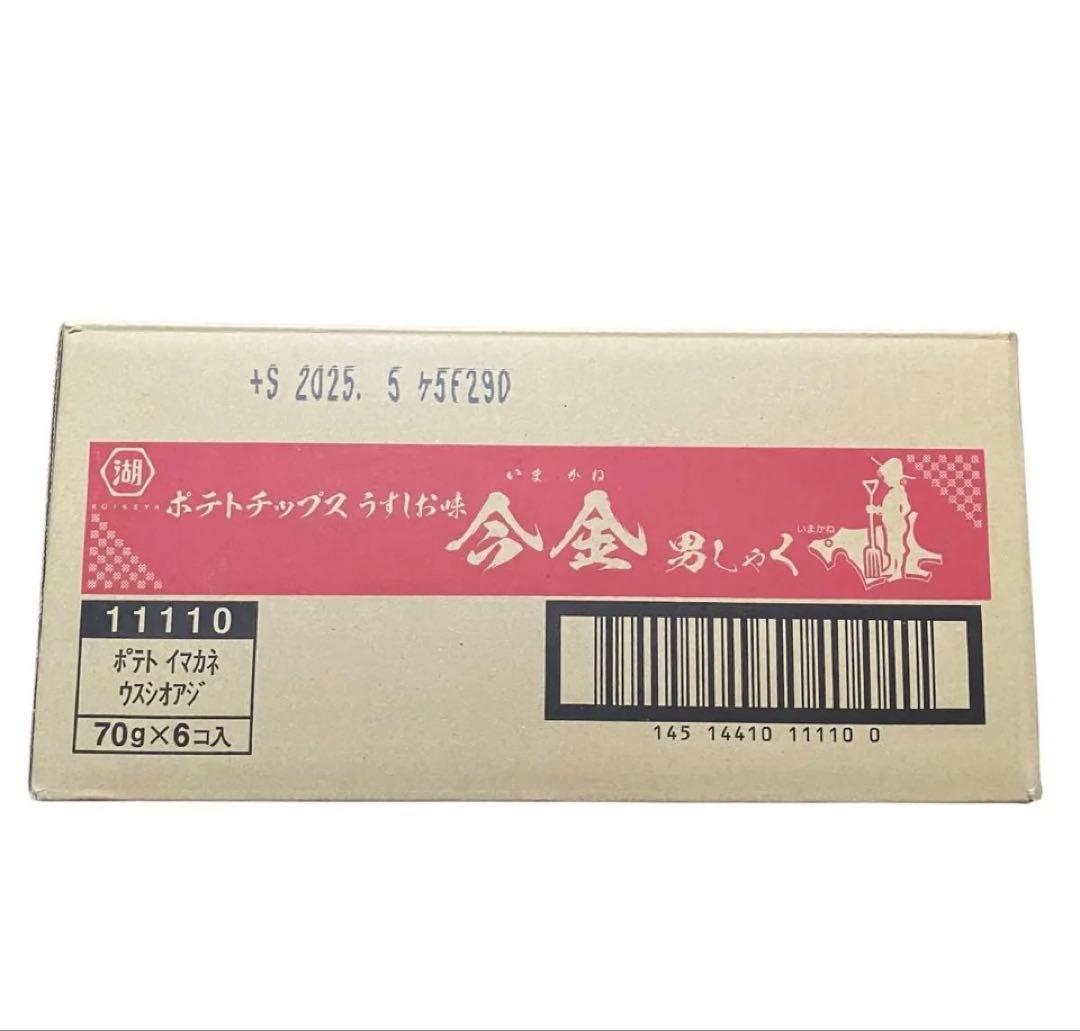 +S 2025. 5 ケ5F290
湖
KOIKEYA
ポテトチップス うすしお味
いまかね
今金 男しゃく
いまかね
11110
ポテト イマカネ
ウスシオアジ
70g×6コ入
145 14410 11110 0